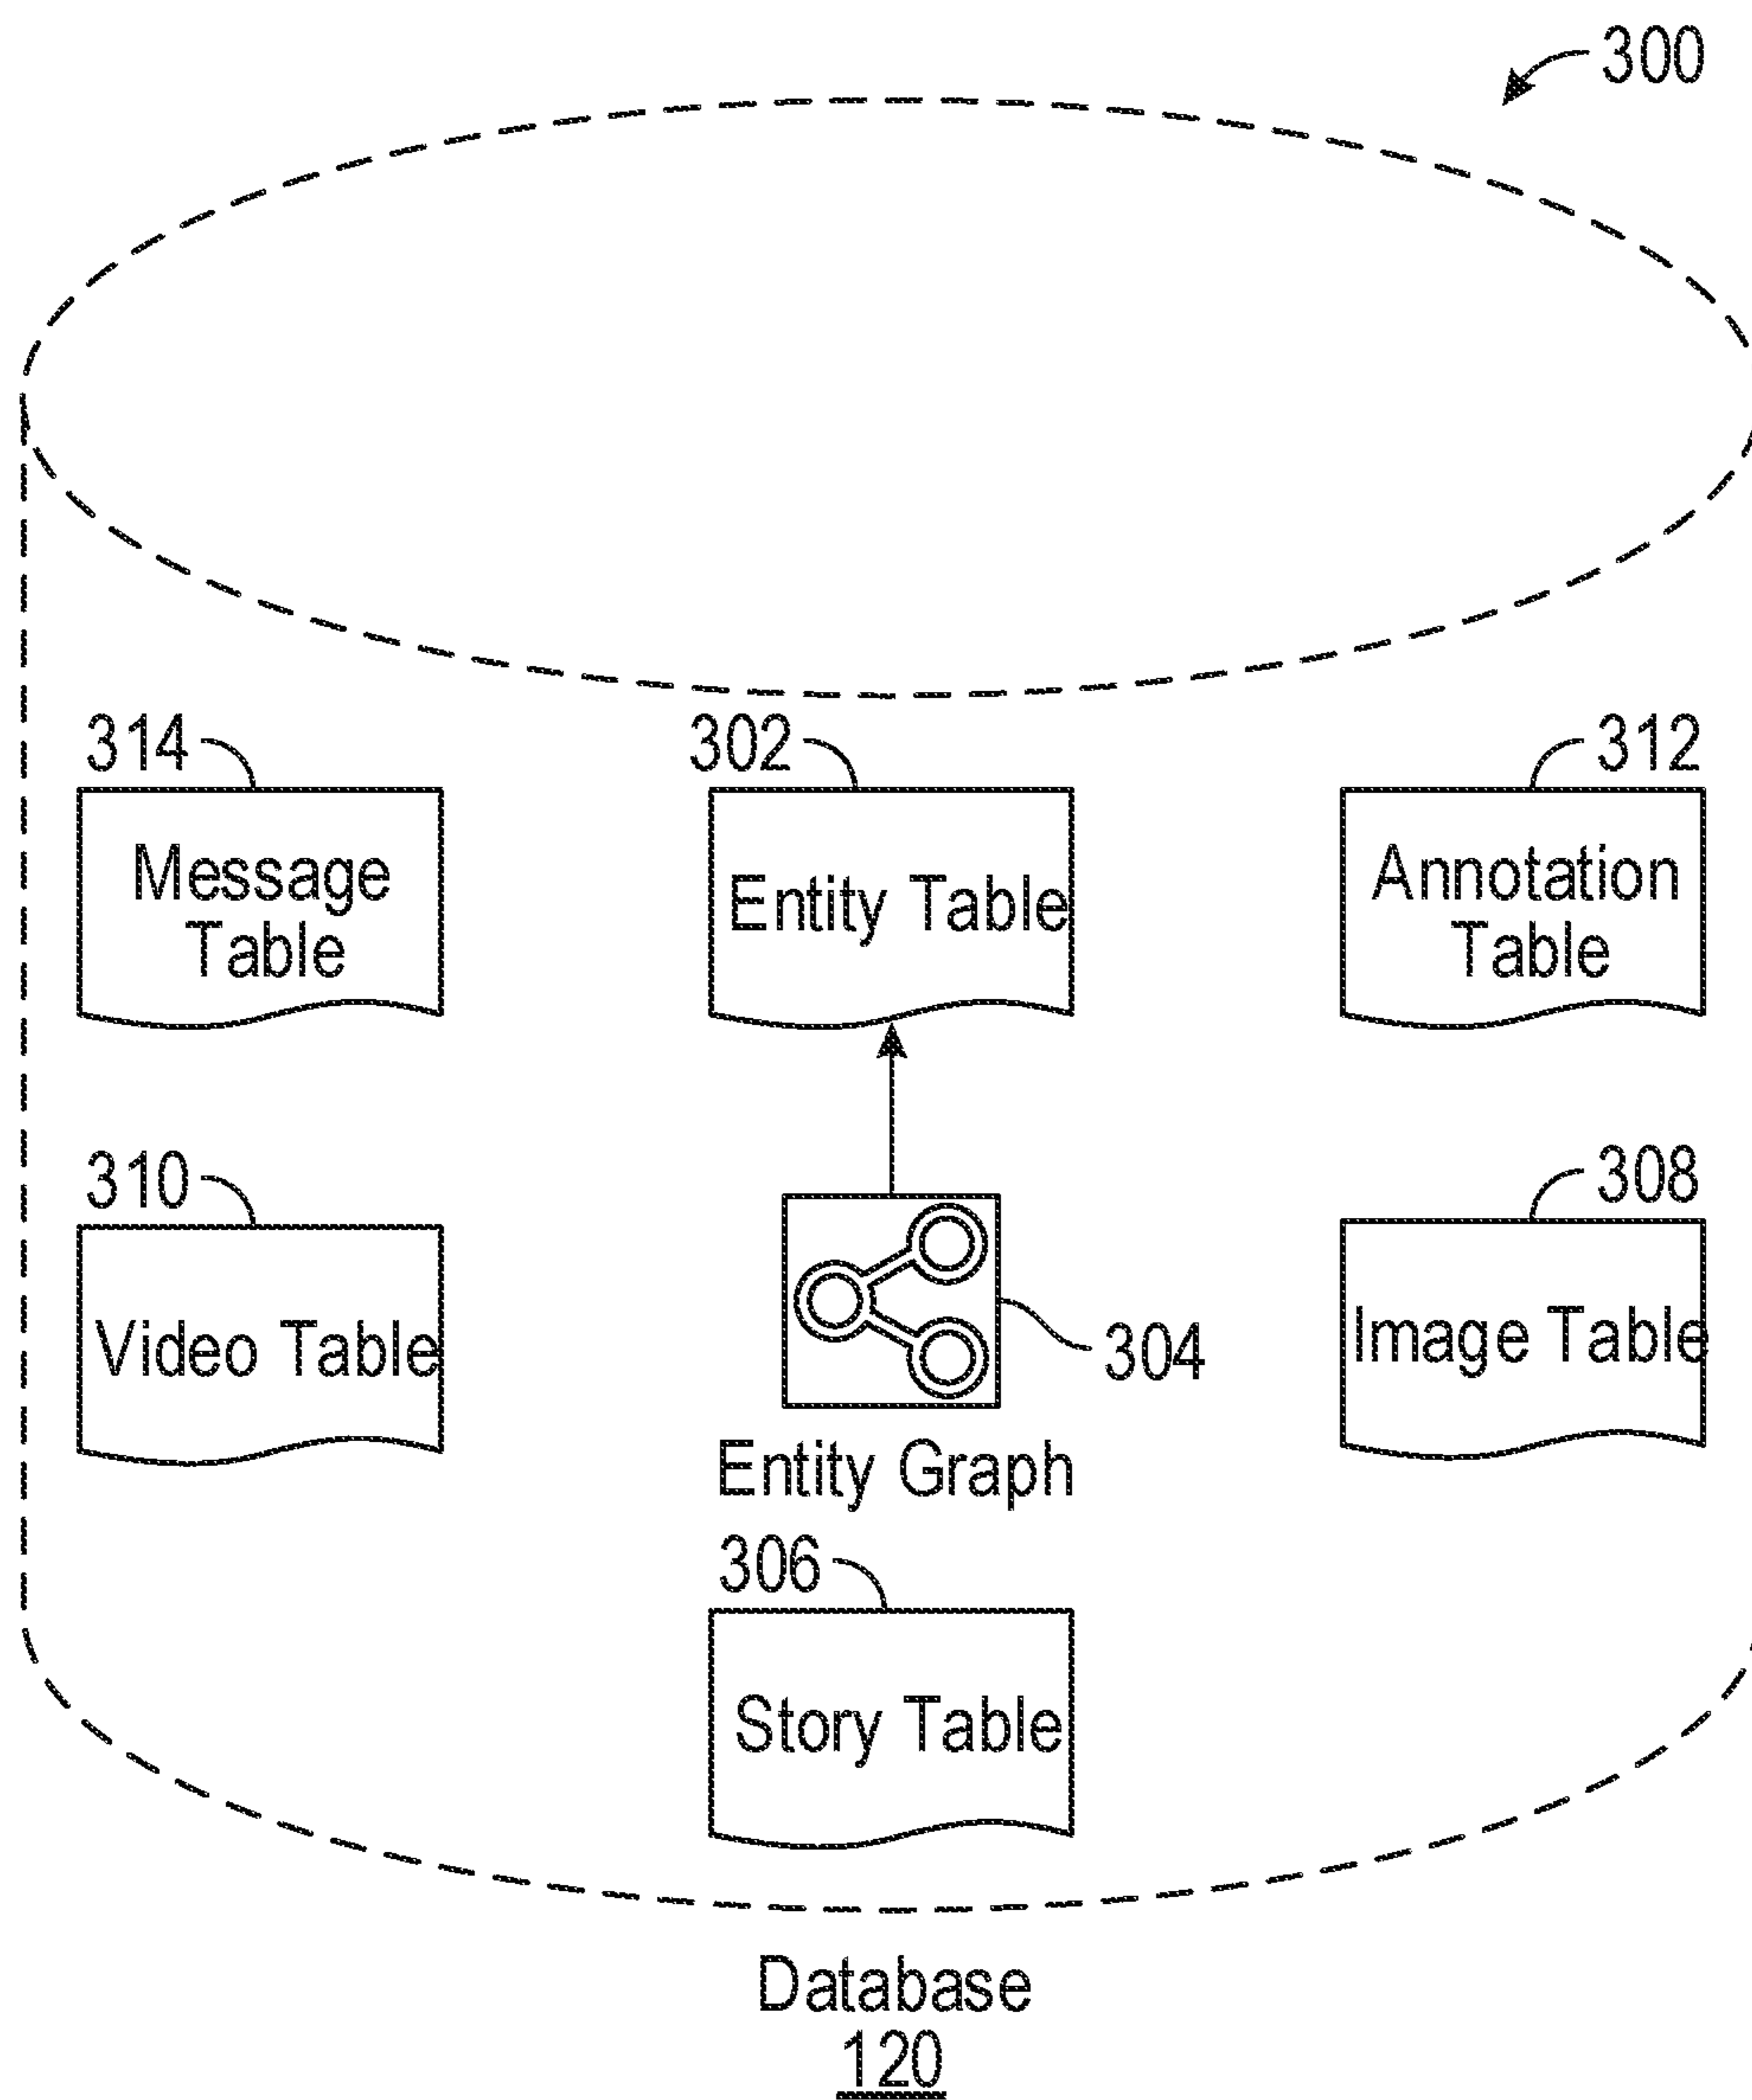 300
314
302
312
Message
Table
Entity Table
Annotation
Table
310
308
Video Table
304
Image Table
Entity Graph
306
Story Table
Database
120